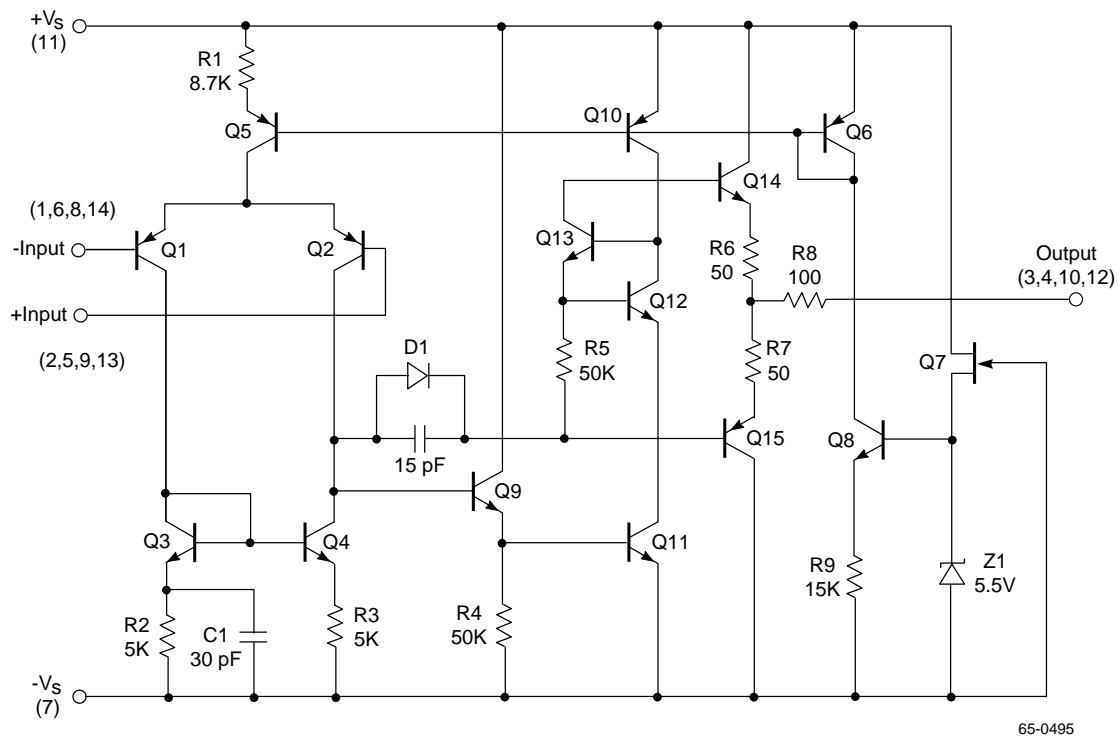 +VS
(11)
R1
8.7K
Q5
Q10
Q6
Q14
(1,6,8,14)
-Input
Q1
Q2
Q13
R6
50
R8
100
Output
(3,4,10,12)
Q12
+Input
(2,5,9,13)
D1
R5
50K
R7
50
Q7
15 pF
Q15
Q8
Q9
Q3
Q4
Q11
R9
15K
Z1
5.5V
R2
5K
C1
30 pF
R3
5K
R4
50K
-VS
(7)
65-0495